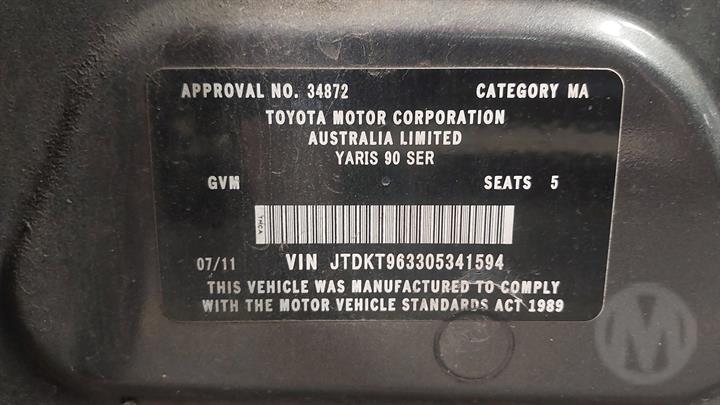 APPROVAL NO. 34872 CATEGORY MA
TOYOTA MOTOR CORPORATION
AUSTRALIA LIMITED
YARIS 90 SER
GVM SEATS 5
YHCA
07/11 VIN JTDKT963305341594
THIS VEHICLE WAS MANUFACTURED TO COMPLY
WITH THE MOTOR VEHICLE STANDARDS ACT 1989
M